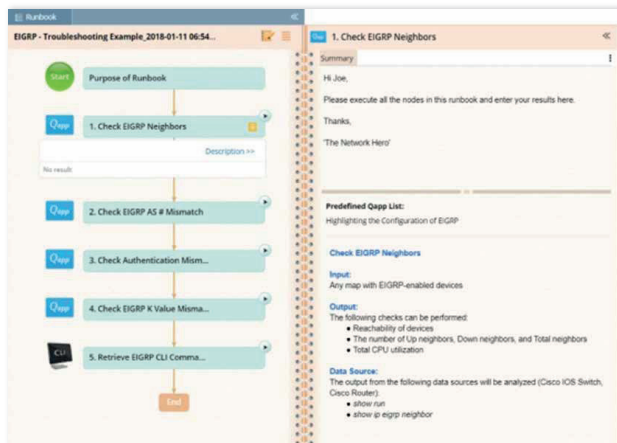 Runbook
EIGRP - Troubleshooting Example_2018-01-11 06:54...
Start
Purpose of Runbook
Qapp
1. Check EIGRP Neighbors
Description >>
No result
Qapp
2. Check EIGRP AS # Mismatch
Qapp
3. Check Authentication Mism...
Qapp
4. Check EIGRP K Value Misma...
CLI
5. Retrieve EIGRP CLI Comma...
End
Qapp
1. Check EIGRP Neighbors
Summary
Hi Joe,
Please execute all the nodes in this runbook and enter your results here.
Thanks,
'The Network Hero'
Predefined Qapp List:
Highlighting the Configuration of EIGRP
Check EIGRP Neighbors
Input:
Any map with EIGRP-enabled devices
Output:
The following checks can be performed:
● Reachability of devices
● The number of Up neighbors, Down neighbors, and Total neighbors
● Total CPU utilization
Data Source:
The output from the following data sources will be analyzed (Cisco IOS Switch,
Cisco Router).
● show run
● show ip eigrp neighbor